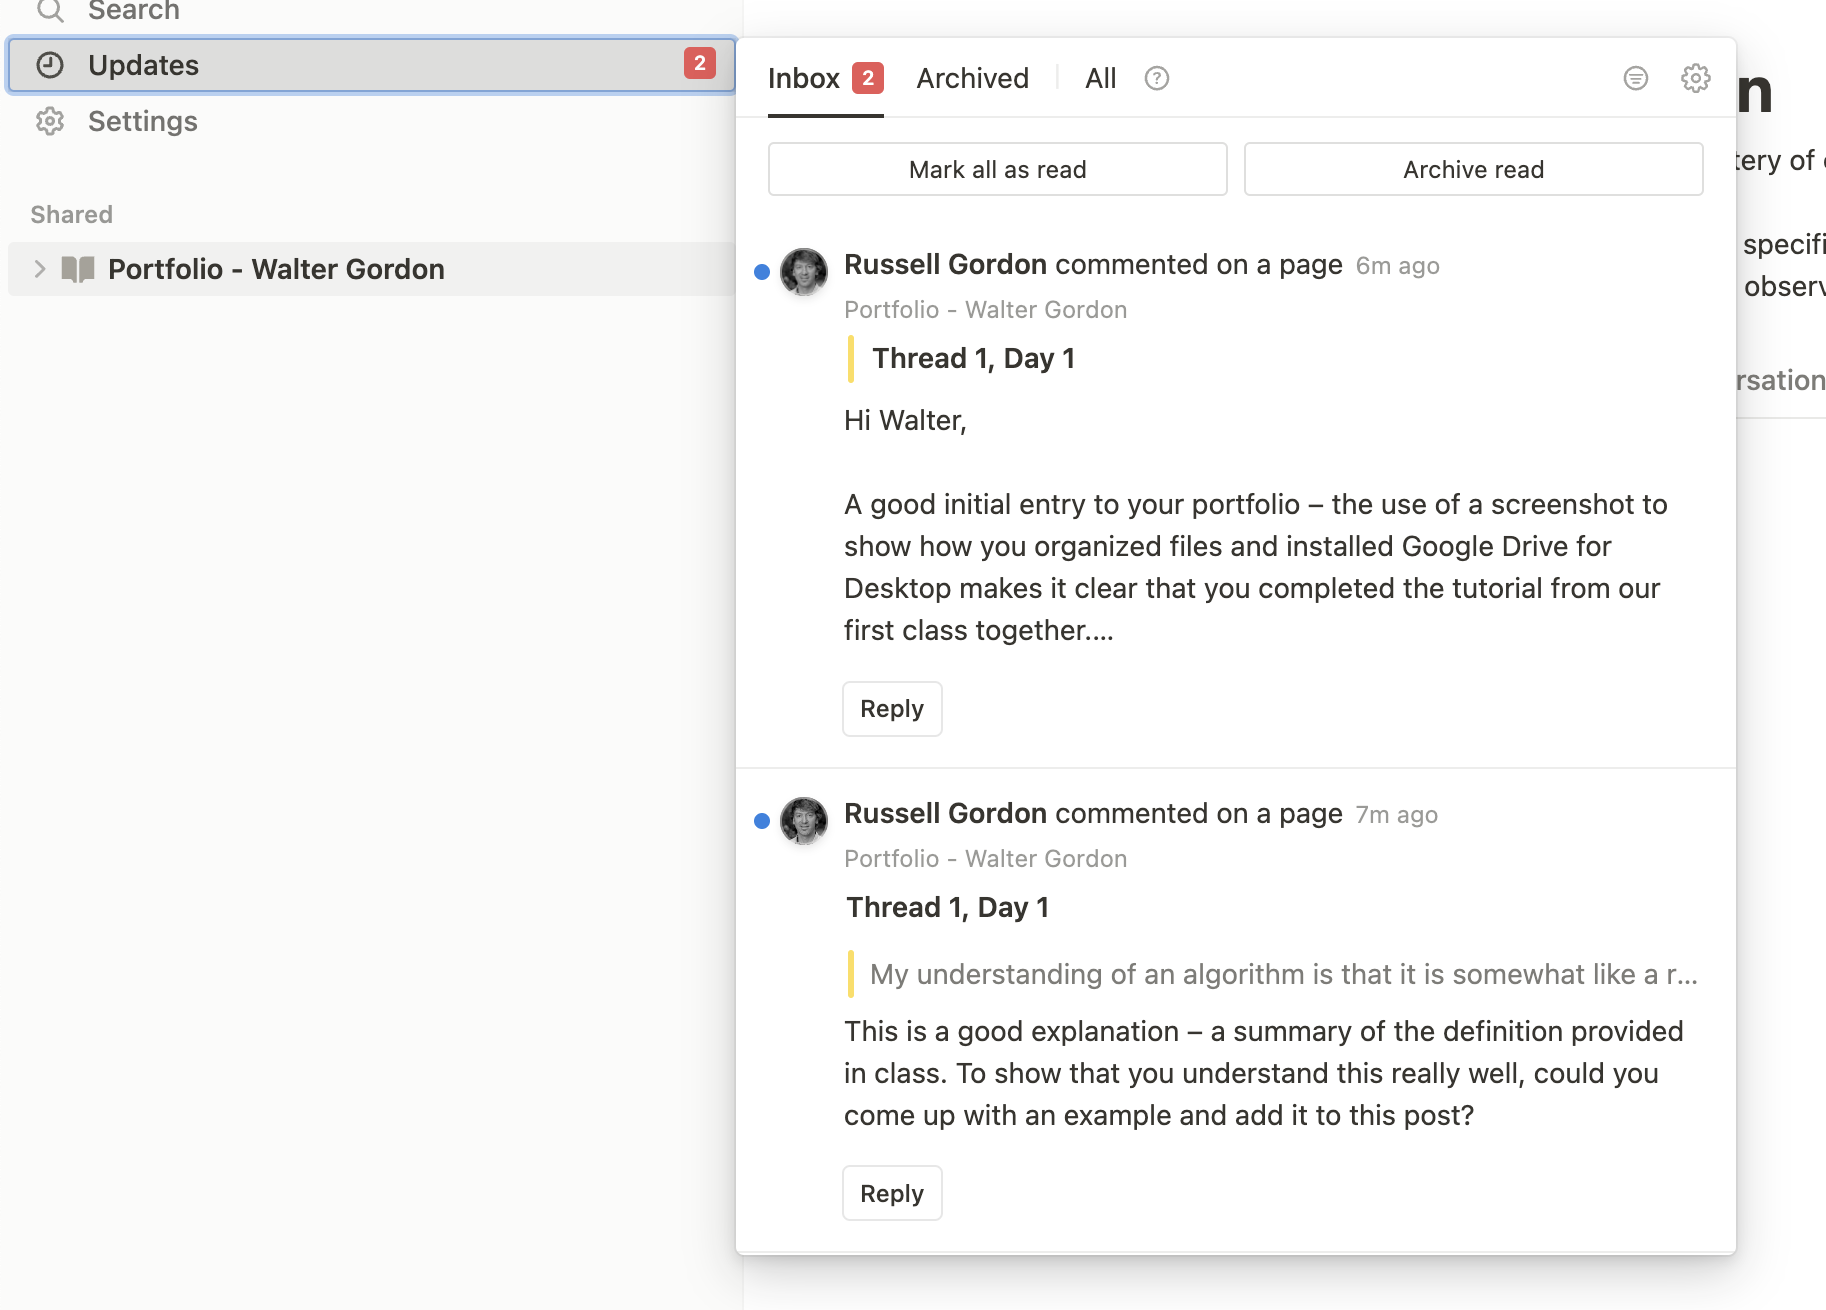 Search
Updates 2
Settings
Shared
Portfolio - Walter Gordon
Inbox 2 Archived All
Mark all as read Archive read
Russell Gordon commented on a page 6m ago
Portfolio - Walter Gordon
Thread 1, Day 1
Hi Walter,
A good initial entry to your portfolio – the use of a screenshot to
show how you organized files and installed Google Drive for
Desktop makes it clear that you completed the tutorial from our
first class together....
Reply
Russell Gordon commented on a page 7m ago
Portfolio - Walter Gordon
Thread 1, Day 1
My understanding of an algorithm is that it is somewhat like a r...
This is a good explanation – a summary of the definition provided
in class. To show that you understand this really well, could you
come up with an example and add it to this post?
Reply
n
tery of
specifi
observ
rsation